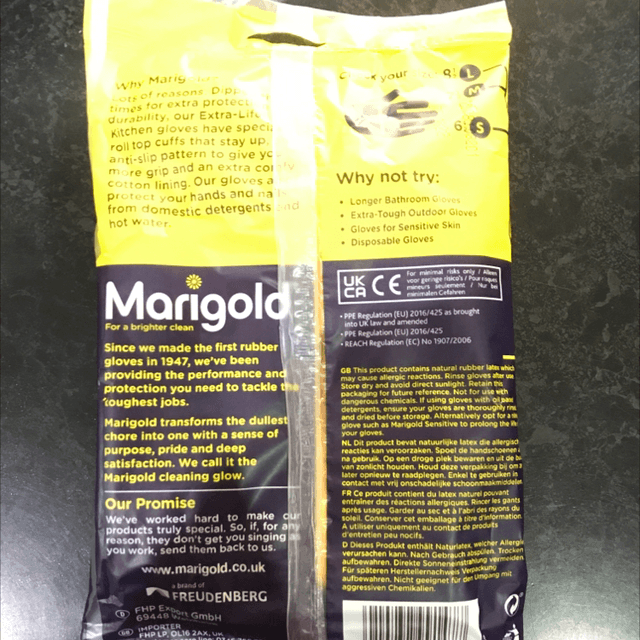 Why
Lots of reasons.
times for extra
durability, our
Kitchen gloves have
roll top cuffs that stay up,
anti-slip pattern to give
more grip and an extra
cotton lining. Our gloves
protect your hands and
from domestic detergents and
hot water.
your
L
M
S
Why not try:
• Longer Bathroom Gloves
• Extra-Tough Outdoor Gloves
• Gloves for Sensitive Skin
• Disposable Gloves
Marigold
For a brighter clean
Since we made the first rubber
gloves in 1947, we've been
providing the performance and
protection you need to tackle the
toughest jobs.
Marigold transforms the dullest
chore into one with a sense of
purpose, pride and deep
satisfaction. We call it the
Marigold cleaning glow.
Our Promise
We've worked hard to make our
products truly special. So, if, for any
reason, they don't get you singing as
you work, send them back to us.
www.marigold.co.uk
a brand of
FREUDENBERG
D FHP Export GmbH
69448
GB IMPORTER
FHP LP, OL16 2AX, UK
UK
CA CE
For minimal risks only / Alleen
voor geringe risico's / Pour risques
mineurs seulement / Nur bei
minimalen Gefahren
• PPE Regulation (EU) 2016/425 as brought
into UK law and amended
• PPE Regulation (EU) 2016/425
• REACH Regulation (EC) No 1907/2006
GB This product contains natural rubber latex which
may cause allergic reactions. Rinse gloves after use.
Store dry and avoid direct sunlight. Retain this
packaging for future reference. Not for use with
dangerous chemicals. If using gloves with oil
detergents, ensure your gloves are thoroughly
and dried before storage. Alternatively opt for a
glove such as Marigold Sensitive to prolong the
your gloves.
NL Dit product bevat natuurlijke latex die
reacties kan veroorzaken. Spoel de handschoenen
na gebruik. Op een droge plek bewaren en uit de
van zonlicht houden. Houd deze verpakking bij om
later opnieuw te raadplegen. Enkel te gebruiken in
contact met vrij onschadelijke schoonmaakmiddelen
FR Ce produit contient du latex naturel pouvant
entraîner des réactions allergiques. Rincer les gants
après usage. Garder au sec et à l'abri des rayons du
soleil. Conserver cet emballage à titre d'information.
À utiliser uniquement au contact de produits
d'entretien peu nocifs.
D Dieses Produkt enthält Naturlatex, welcher
verursachen kann. Nach Gebrauch abspülen. Trocken
aufbewahren. Direkte Sonneneinstrahlung vermeiden.
Für späteren Herstellernachweis Verpackung
aufbewahren. Nicht geeignet für den Umgang mit
aggressiven Chemikalien.